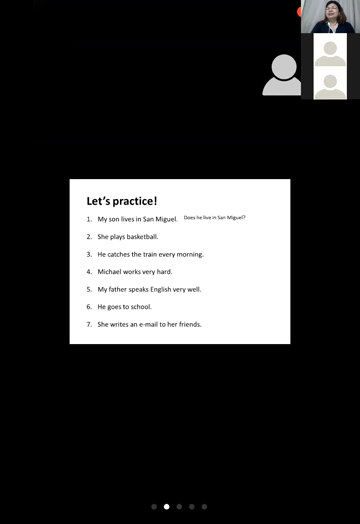 Let's practice!
1. My son lives in San Miguel. Does he live in San Miguel?
2. She plays basketball.
3. He catches the train every morning.
4. Michael works very hard.
5. My father speaks English very well.
6. He goes to school.
7. She writes an e-mail to her friends.